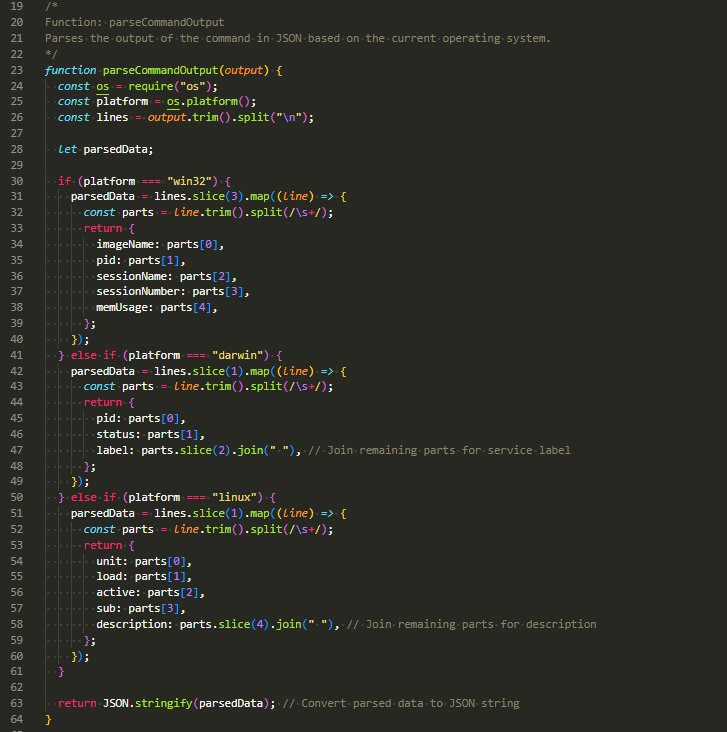 19 /*
20 Function: parseCommandOutput
21 Parses the output of the command in JSON based on the current operating system.
22 */
23 function parseCommandOutput(output) {
24   const os = require("os");
25   const platform = os.platform();
26   const lines = output.trim().split("\n");
27
28   let parsedData;
29
30   if (platform === "win32") {
31     parsedData = lines.slice(3).map((line) => {
32       const parts = line.trim().split(/\s+/);
33       return {
34         imageName: parts[0],
35         pid: parts[1],
36         sessionName: parts[2],
37         sessionNumber: parts[3],
38         memUsage: parts[4],
39       };
40     });
41   } else if (platform === "darwin") {
42     parsedData = lines.slice(1).map((line) => {
43       const parts = line.trim().split(/\s+/);
44       return {
45         pid: parts[0],
46         status: parts[1],
47         label: parts.slice(2).join(" "), // Join remaining parts for service label
48       };
49     });
50   } else if (platform === "linux") {
51     parsedData = lines.slice(1).map((line) => {
52       const parts = line.trim().split(/\s+/);
53       return {
54         unit: parts[0],
55         load: parts[1],
56         active: parts[2],
57         sub: parts[3],
58         description: parts.slice(4).join(" "), // Join remaining parts for description
59       };
60     });
61   }
62
63   return JSON.stringify(parsedData); // Convert parsed data to JSON string
64 }